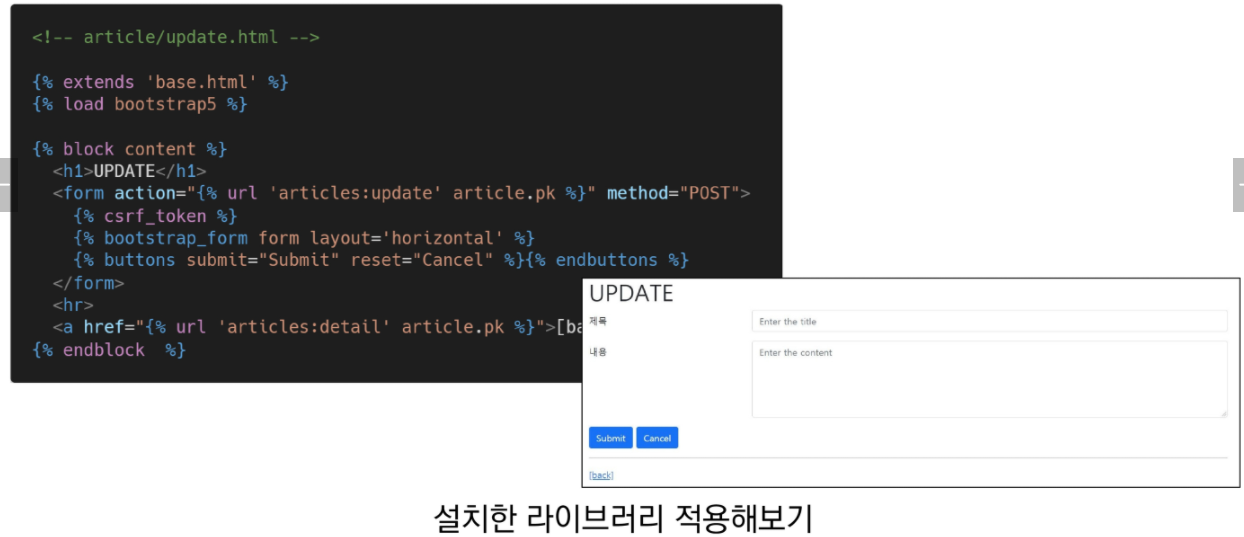 <!-- article/update.html -->
{% extends 'base.html' %}
{% load bootstrap5 %}
{% block content %}
<h1>UPDATE</h1>
<form action="{% url 'articles:update' article.pk %}" method="POST">
{% csrf_token %}
{% bootstrap_form form layout='horizontal' %}
{% buttons submit="Submit" reset="Cancel" %}{% endbuttons %}
</form>
<hr>
<a href="{% url 'articles:detail' article.pk %}">[ba
{% endblock  %}
UPDATE
제목 Enter the title
내용 Enter the content
Submit Cancel
[back]
설치한 라이브러리 적용해보기